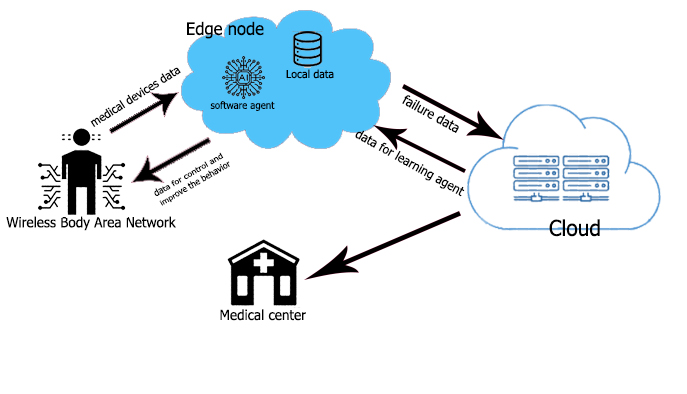 Edge node
Local data
AI
software agent
medical devices data
failure data
data for learning agent
data for control and
improve the behavior
Wireless Body Area Network
Cloud
Medical center